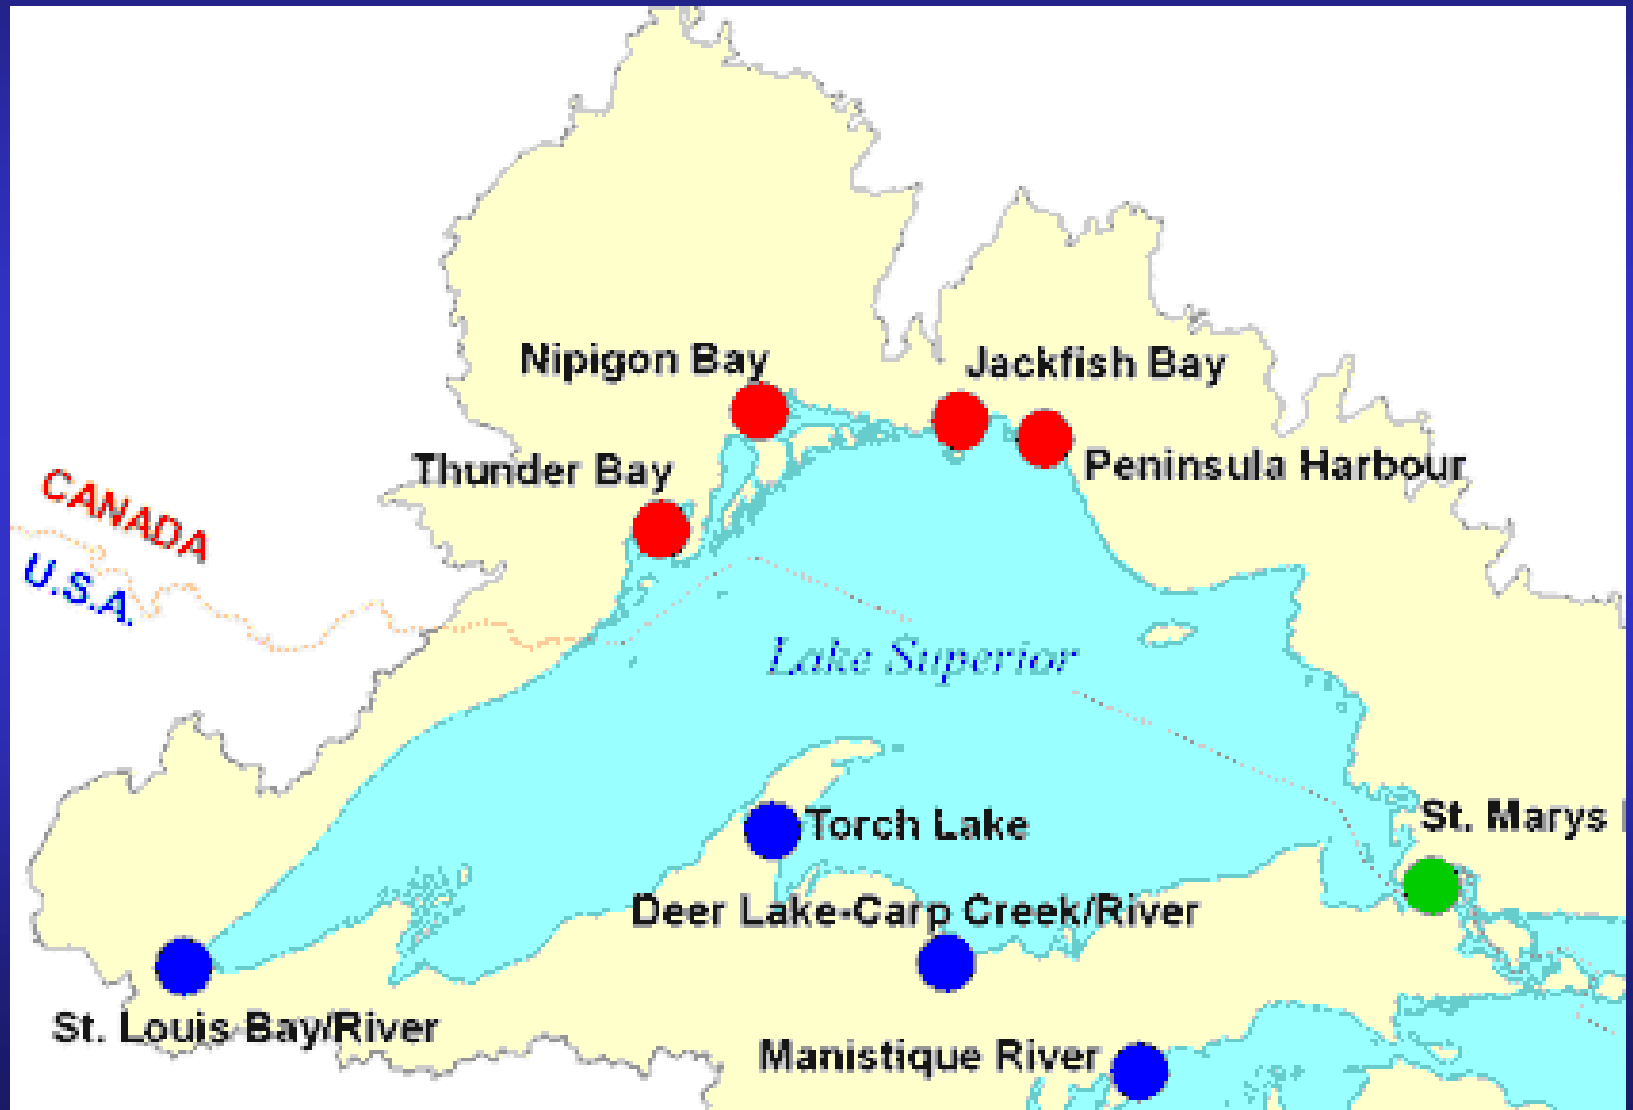 Nipigon Bay
Jackfish Bay
Thunder Bay
Peninsula Harbour
CANADA
U.S.A.
Lake Superior
St. Marys
Torch Lake
Deer Lake-Carp Creek/River
St. Louis Bay/River
Manistique River